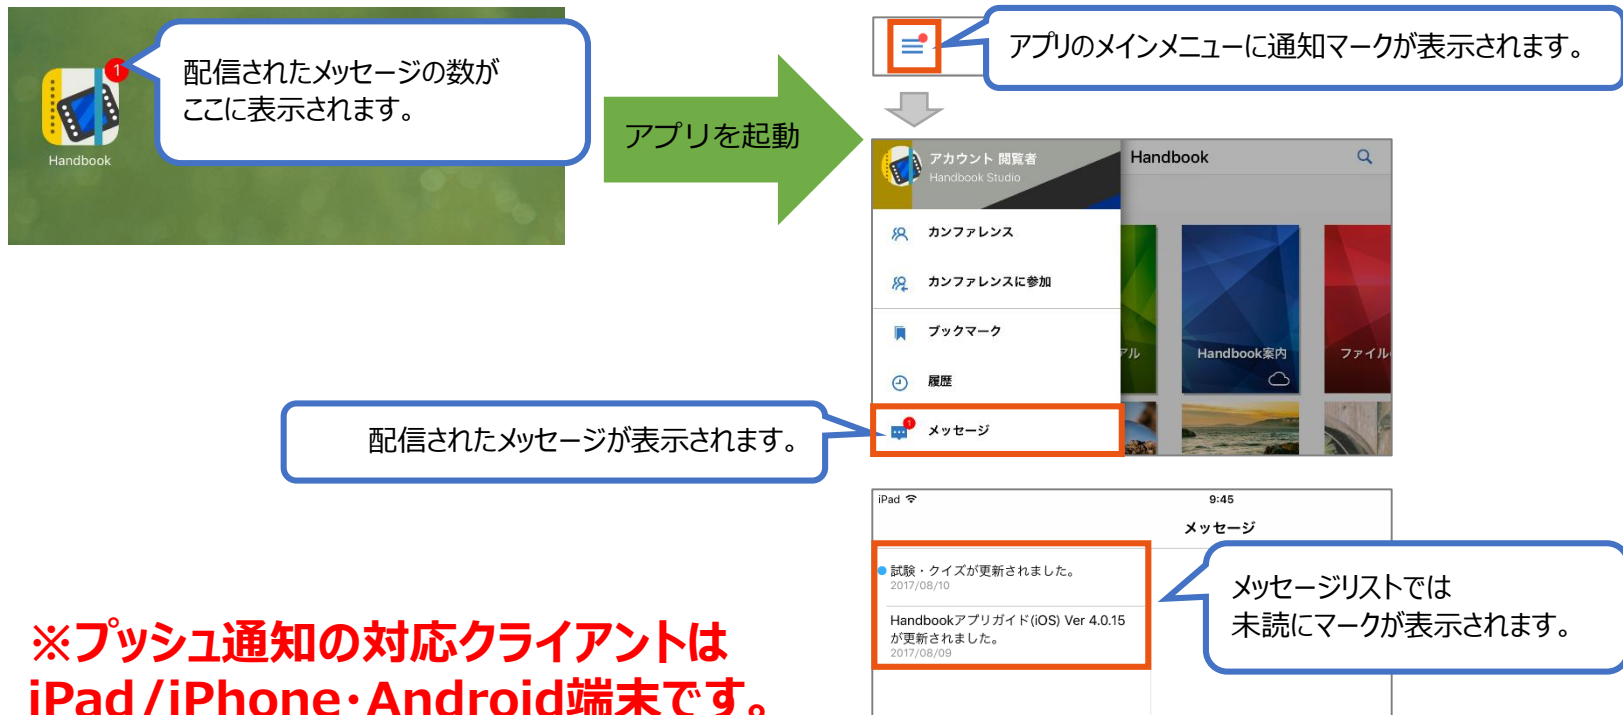 1
Handbook
配信されたメッセージの数が
ここに表示されます。
アプリを起動
アプリのメインメニューに通知マークが表示されます。
アカウント 閲覧者
Handbook Studio
Handbook
カンファレンス
カンファレンスに参加
ブックマーク
履歴
1
メッセージ
アル
Handbook案内
ファイル
配信されたメッセージが表示されます。
iPad
9:45
メッセージ
試験・クイズが更新されました。
2017/08/10
Handbookアプリガイド(iOS) Ver 4.0.15
が更新されました。
2017/08/09
メッセージリストでは
未読にマークが表示されます。
※プッシュ通知の対応クライアントは
iPad/iPhone・Android端末です。